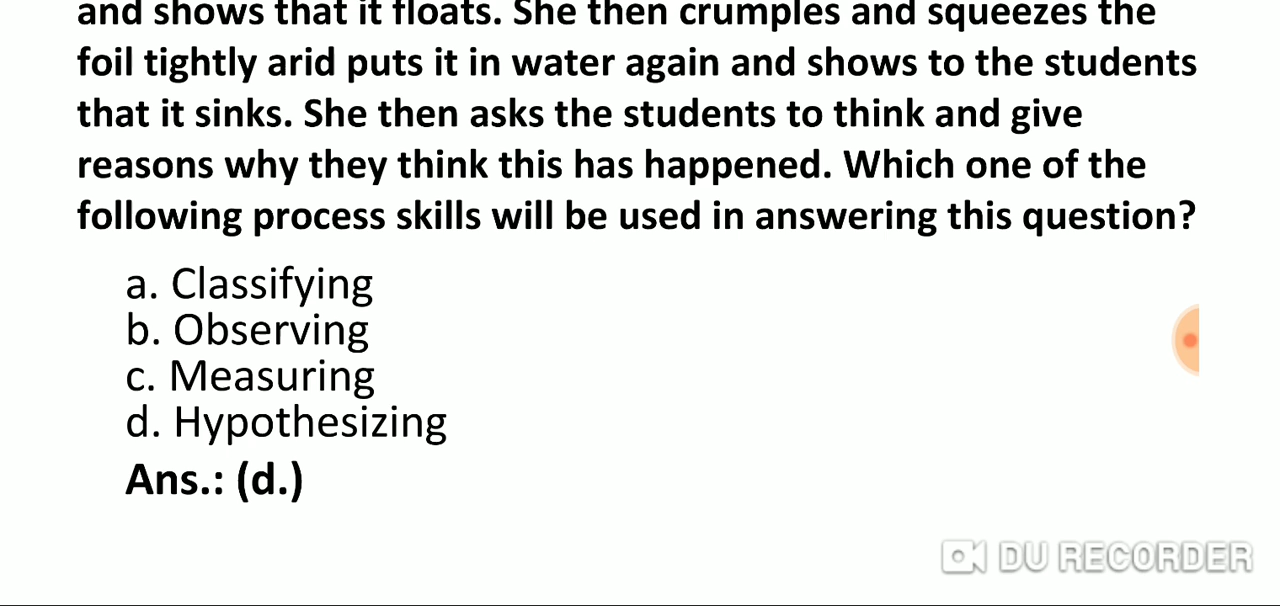 and shows that it floats. She then crumples and squeezes the
foil tightly arid puts it in water again and shows to the students
that it sinks. She then asks the students to think and give
reasons why they think this has happened. Which one of the
following process skills will be used in answering this question?
a. Classifying
b. Observing
c. Measuring
d. Hypothesizing
Ans.: (d.)
DU RECORDER